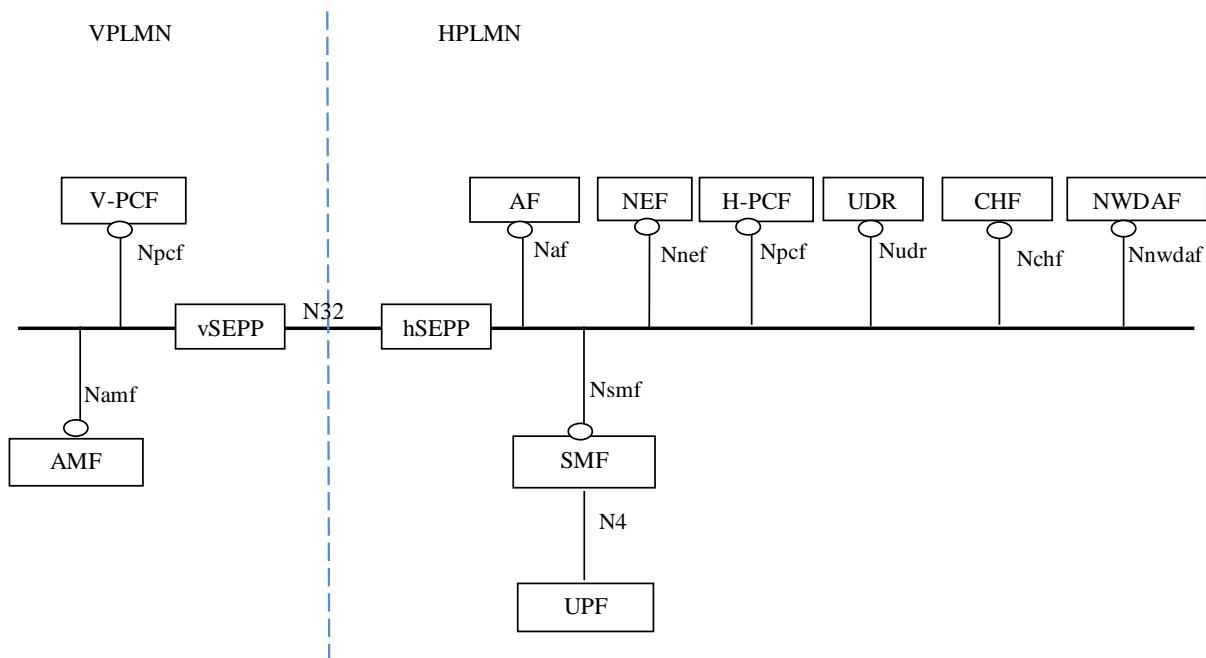 VPLMN
HPLMN
V-PCF
AF
NEF
H-PCF
UDR
CHF
NWDAF
Npcf
Naf
Nnef
Npcf
Nudr
Nchf
Nnwdaf
N32
vSEPP
hSEPP
Namf
Nsmf
AMF
SMF
N4
UPF